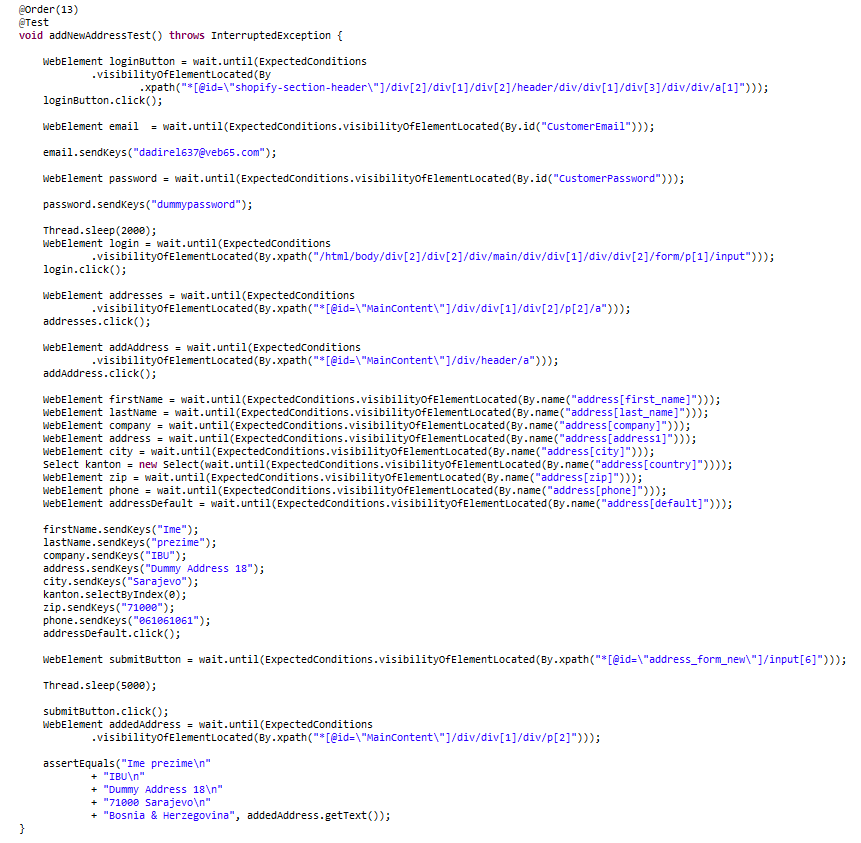 @Order(13)
@Test
void addNewAddressTest() throws InterruptedException {
WebElement loginButton = wait.until(ExpectedConditions
.visibilityOfElementLocated(By
.xpath("*[@id=\"shopify-section-header\"]/div[2]/div[1]/div[2]/header/div/div[1]/div[3]/div/div/a[1]")));
loginButton.click();
WebElement email  = wait.until(ExpectedConditions.visibilityOfElementLocated(By.id("CustomerEmail")));
email.sendKeys("dadire1637@veb65.com");
WebElement password = wait.until(ExpectedConditions.visibilityOfElementLocated(By.id("CustomerPassword")));
password.sendKeys("dummypassword");
Thread.sleep(2000);
WebElement login = wait.until(ExpectedConditions
.visibilityOfElementLocated(By.xpath("/html/body/div[2]/div[2]/div/main/div/div[1]/div/div[2]/form/p[1]/input")));
login.click();
WebElement addresses = wait.until(ExpectedConditions
.visibilityOfElementLocated(By.xpath("*[@id=\"MainContent\"]/div/div[1]/div[2]/p[2]/a")));
addresses.click();
WebElement addAddress = wait.until(ExpectedConditions
.visibilityOfElementLocated(By.xpath("*[@id=\"MainContent\"]/div/header/a")));
addAddress.click();
WebElement firstName = wait.until(ExpectedConditions.visibilityOfElementLocated(By.name("address[first_name]")));
WebElement lastName = wait.until(ExpectedConditions.visibilityOfElementLocated(By.name("address[last_name]")));
WebElement company = wait.until(ExpectedConditions.visibilityOfElementLocated(By.name("address[company]")));
WebElement address = wait.until(ExpectedConditions.visibilityOfElementLocated(By.name("address[address1]")));
WebElement city = wait.until(ExpectedConditions.visibilityOfElementLocated(By.name("address[city]")));
Select kanton = new Select(wait.until(ExpectedConditions.visibilityOfElementLocated(By.name("address[country]"))));
WebElement zip = wait.until(ExpectedConditions.visibilityOfElementLocated(By.name("address[zip]")));
WebElement phone = wait.until(ExpectedConditions.visibilityOfElementLocated(By.name("address[phone]")));
WebElement addressDefault = wait.until(ExpectedConditions.visibilityOfElementLocated(By.name("address[default]")));
firstName.sendKeys("Ime");
lastName.sendKeys("prezime");
company.sendKeys("IBU");
address.sendKeys("Dummy Address 18");
city.sendKeys("Sarajevo");
kanton.selectByIndex(0);
zip.sendKeys("71000");
phone.sendKeys("061061061");
addressDefault.click();
WebElement submitButton = wait.until(ExpectedConditions.visibilityOfElementLocated(By.xpath("*[@id=\"address_form_new\"]/input[6]")));
Thread.sleep(5000);
submitButton.click();
WebElement addedAddress = wait.until(ExpectedConditions
.visibilityOfElementLocated(By.xpath("*[@id=\"MainContent\"]/div/div[1]/div/p[2]")));
assertEquals("Ime prezime\n"
+ "IBU\n"
+ "Dummy Address 18\n"
+ "71000 Sarajevo\n"
+ "Bosnia & Herzegovina", addedAddress.getText());
}